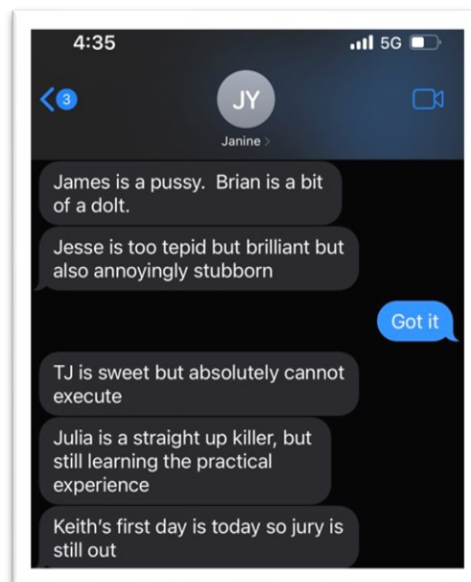 4:35
5G
3
JY
Janine
James is a pussy.  Brian is a bit
of a dolt.
Jesse is too tepid but brilliant but
also annoyingly stubborn
Got it
TJ is sweet but absolutely cannot
execute
Julia is a straight up killer, but
still learning the practical
experience
Keith’s first day is today so jury is
still out